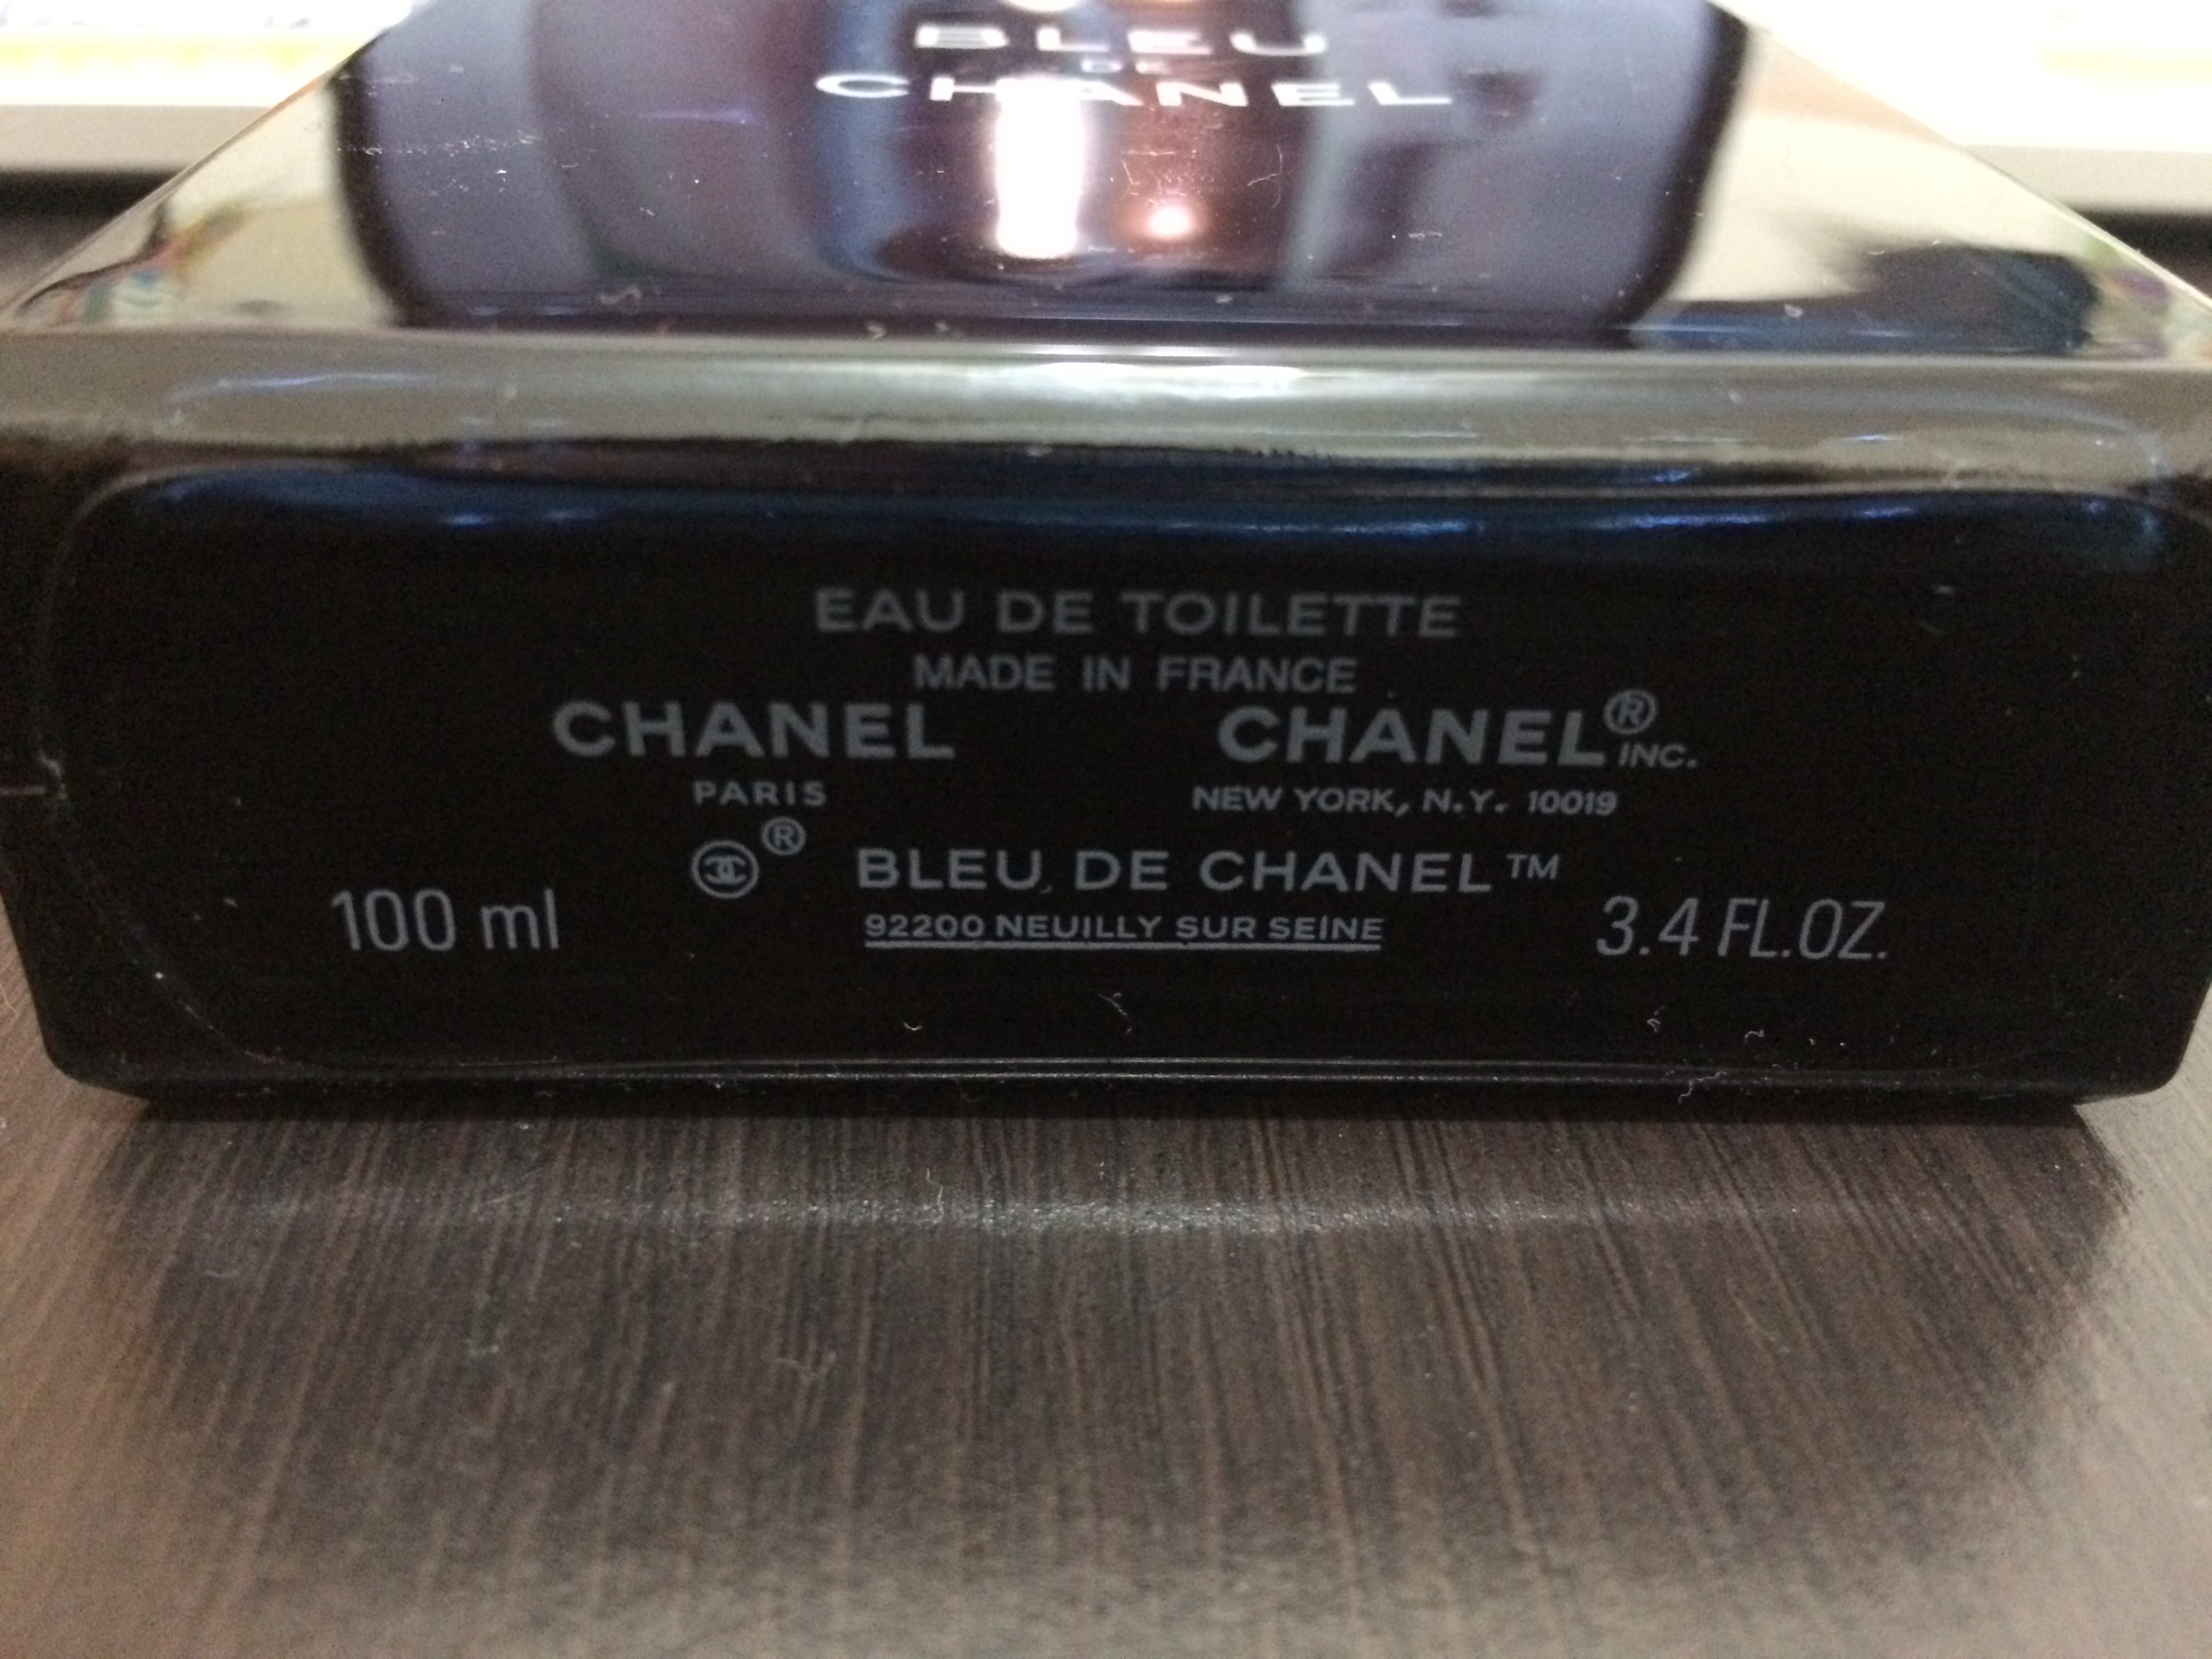 BLEU
DE
CHANEL
EAU DE TOILETTE
MADE IN FRANCE
CHANEL CHANEL® INC.
PARIS NEW YORK, N.Y. 10019
® BLEU DE CHANEL™
100 ml 92200 NEUILLY SUR SEINE 3.4 FL.OZ.